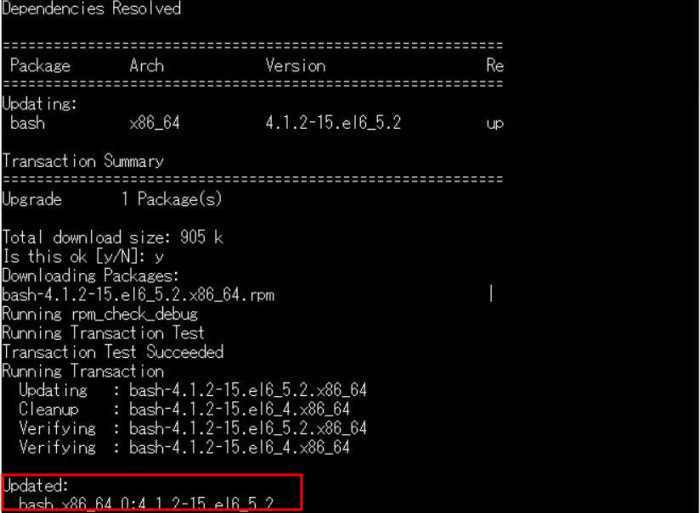 Dependencies Resolved
================================================================
Package Arch Version Re
================================================================
Updating:
bash x86_64 4.1.2-15.el6_5.2 up
Transaction Summary
================================================================
Upgrade 1 Package(s)
Total download size: 905 k
Is this ok [y/N]: y
Downloading Packages:
bash-4.1.2-15.el6_5.2.x86_64.rpm |
Running rpm_check_debug
Running Transaction Test
Transaction Test Succeeded
Running Transaction
Updating : bash-4.1.2-15.el6_5.2.x86_64
Cleanup : bash-4.1.2-15.el6_4.x86_64
Verifying : bash-4.1.2-15.el6_5.2.x86_64
Verifying : bash-4.1.2-15.el6_4.x86_64
Updated:
bash.x86_64 0:4.1.2-15.el6_5.2